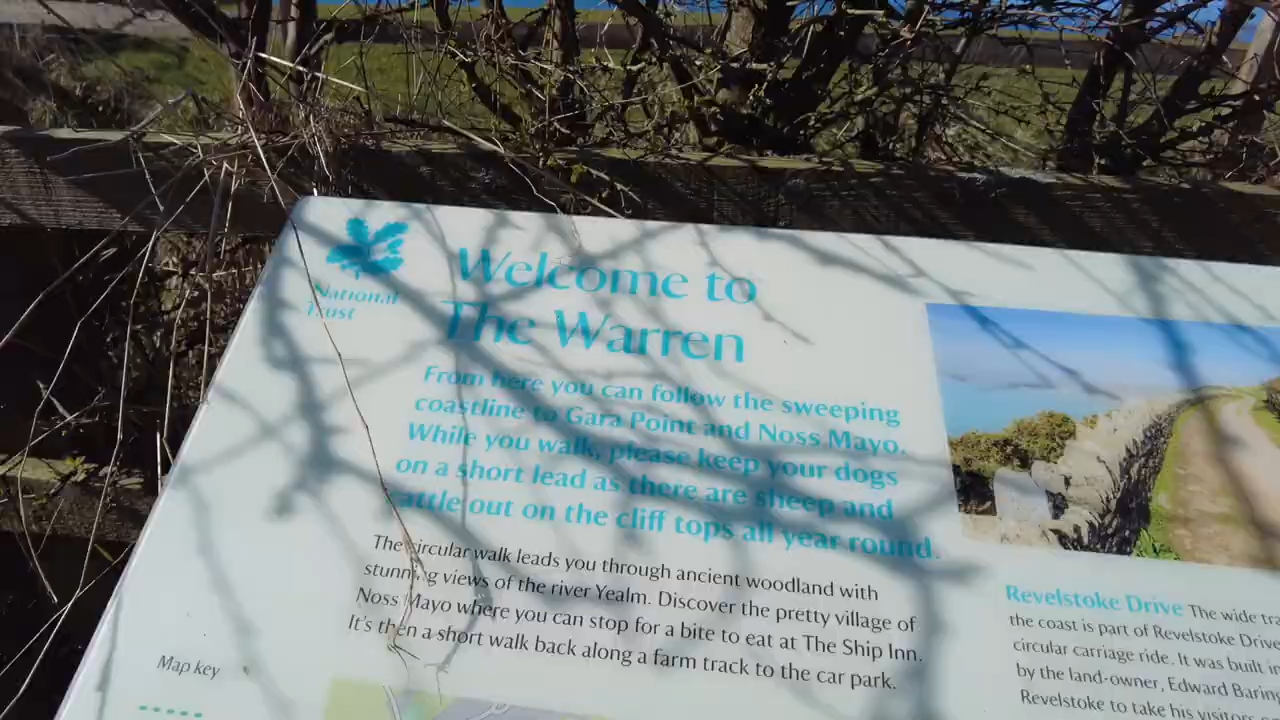 National
Trust
Welcome to
The Warren
From here you can follow the sweeping
coastline to Gara Point and Noss Mayo.
While you walk, please keep your dogs
on a short lead as there are sheep and
cattle out on the cliff tops all year round.
The circular walk leads you through ancient woodland with
stunning views of the river Yealm. Discover the pretty village of
Noss Mayo where you can stop for a bite to eat at The Ship Inn.
It's then a short walk back along a farm track to the car park.
Map key
Revelstoke Drive The wide tra
the coast is part of Revelstoke Drive
circular carriage ride. It was built in
by the land-owner, Edward Baring
Revelstoke to take his visitors